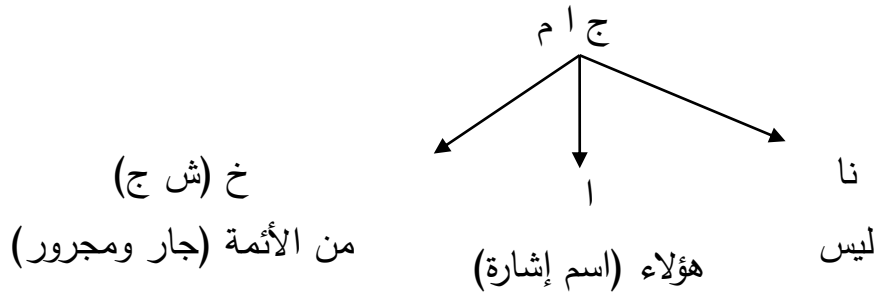 ج ا م
نا ا خ (ش ج)
ليس هؤلاء (اسم إشارة) من الأئمة (جار ومجرور)